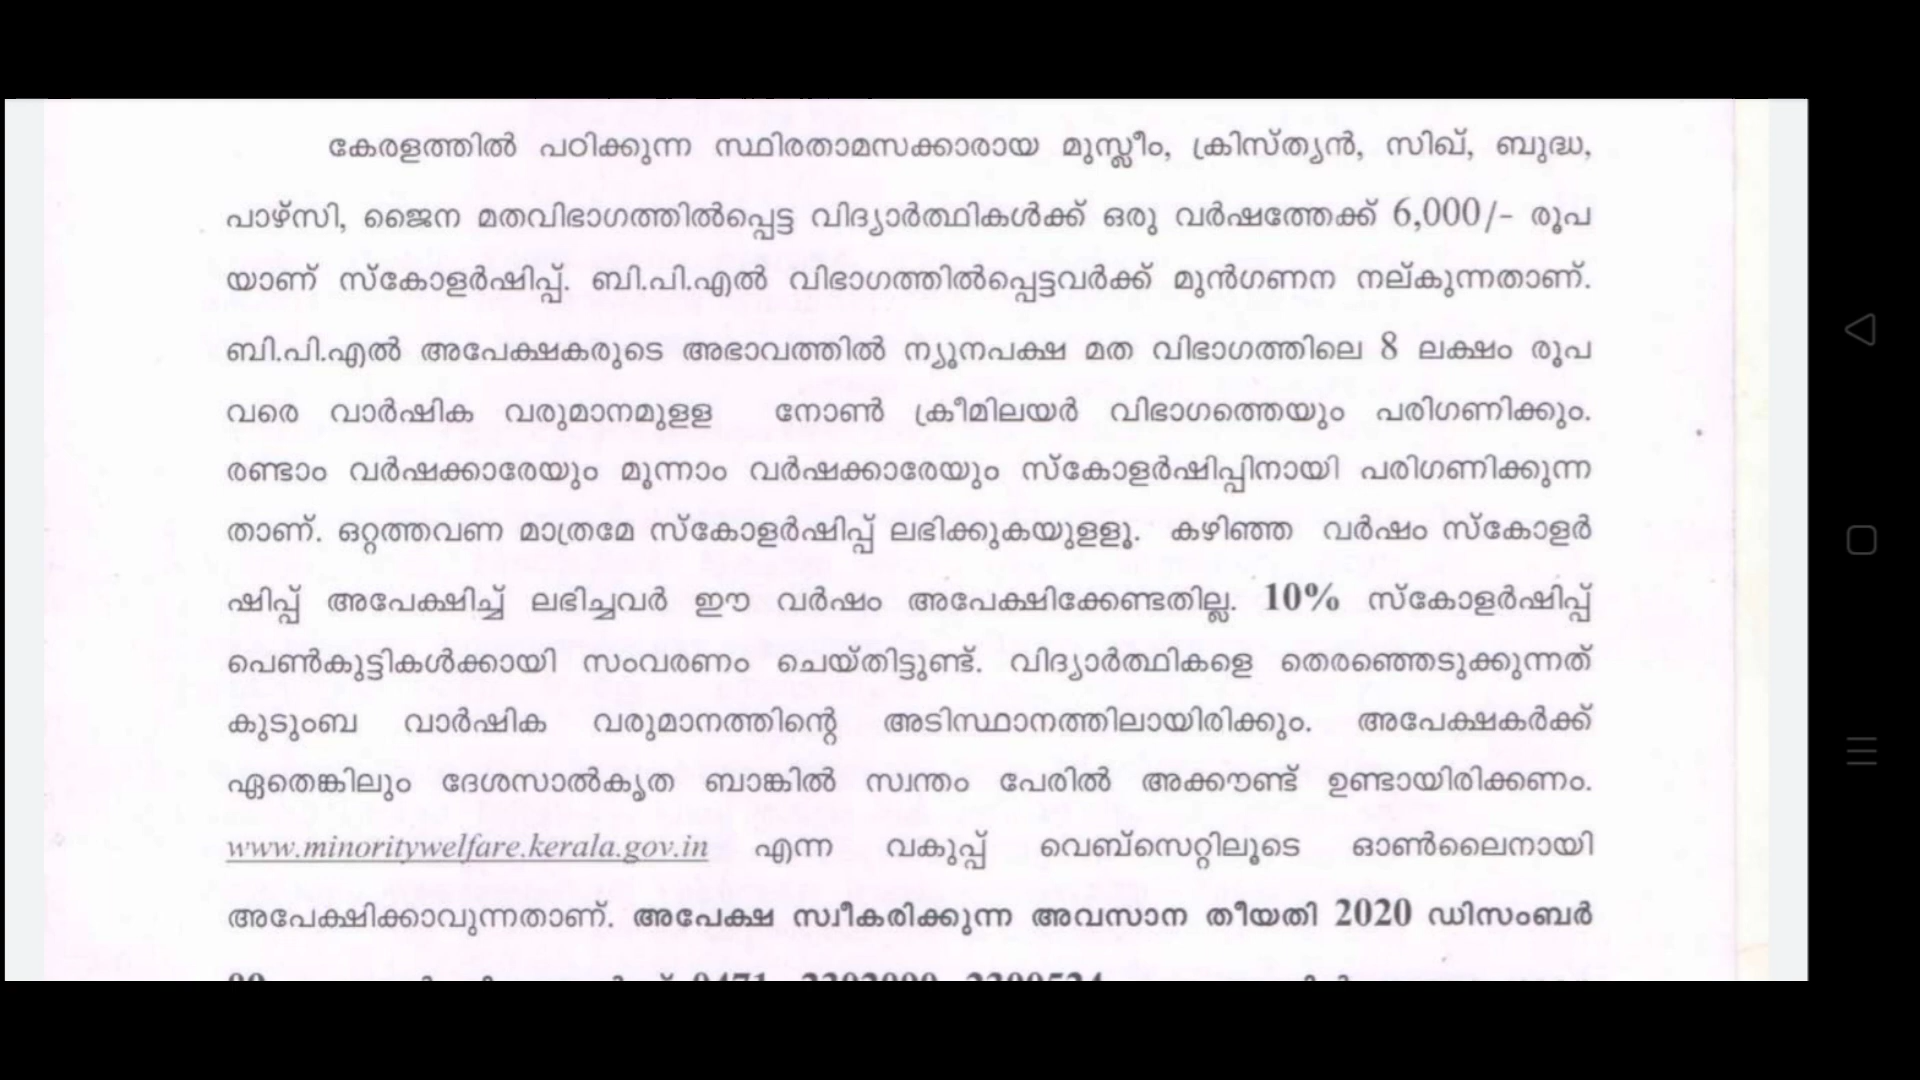 കേരളത്തിൽ പഠിക്കുന്ന സ്ഥിരതാമസക്കാരായ മുസ്ലീം, ക്രിസ്ത്യൻ, സിഖ്, ബുദ്ധ,
പാഴ്സി, ജൈന മതവിഭാഗത്തിൽപ്പെട്ട വിദ്യാർത്ഥികൾക്ക് ഒരു വർഷത്തേക്ക് 6,000/- രൂപ
യാണ് സ്കോളർഷിപ്പ്. ബി.പി.എൽ വിഭാഗത്തിൽപ്പെട്ടവർക്ക് മുൻഗണന നല്കുന്നതാണ്.
ബി.പി.എൽ അപേക്ഷകരുടെ അഭാവത്തിൽ ന്യൂനപക്ഷ മത വിഭാഗത്തിലെ 8 ലക്ഷം രൂപ
വരെ വാർഷിക വരുമാനമുളള നോൺ ക്രീമിലയർ വിഭാഗത്തെയും പരിഗണിക്കും.
രണ്ടാം വർഷക്കാരേയും മൂന്നാം വർഷക്കാരേയും സ്കോളർഷിപ്പിനായി പരിഗണിക്കുന്ന
താണ്. ഒറ്റത്തവണ മാത്രമേ സ്കോളർഷിപ്പ് ലഭിക്കുകയുളളൂ. കഴിഞ്ഞ വർഷം സ്കോളർ
ഷിപ്പ് അപേക്ഷിച്ച് ലഭിച്ചവർ ഈ വർഷം അപേക്ഷിക്കേണ്ടതില്ല. 10% സ്കോളർഷിപ്പ്
പെൺകുട്ടികൾക്കായി സംവരണം ചെയ്തിട്ടുണ്ട്. വിദ്യാർത്ഥികളെ തെരഞ്ഞെടുക്കുന്നത്
കുടുംബ വാർഷിക വരുമാനത്തിന്റെ അടിസ്ഥാനത്തിലായിരിക്കും. അപേക്ഷകർക്ക്
ഏതെങ്കിലും ദേശസാൽകൃത ബാങ്കിൽ സ്വന്തം പേരിൽ അക്കൗണ്ട് ഉണ്ടായിരിക്കണം.
www.minoritywelfare.kerala.gov.in എന്ന വകുപ്പ് വെബ്സെറ്റിലൂടെ ഓൺലൈനായി
അപേക്ഷിക്കാവുന്നതാണ്. അപേക്ഷ സ്വീകരിക്കുന്ന അവസാന തീയതി 2020 ഡിസംബർ